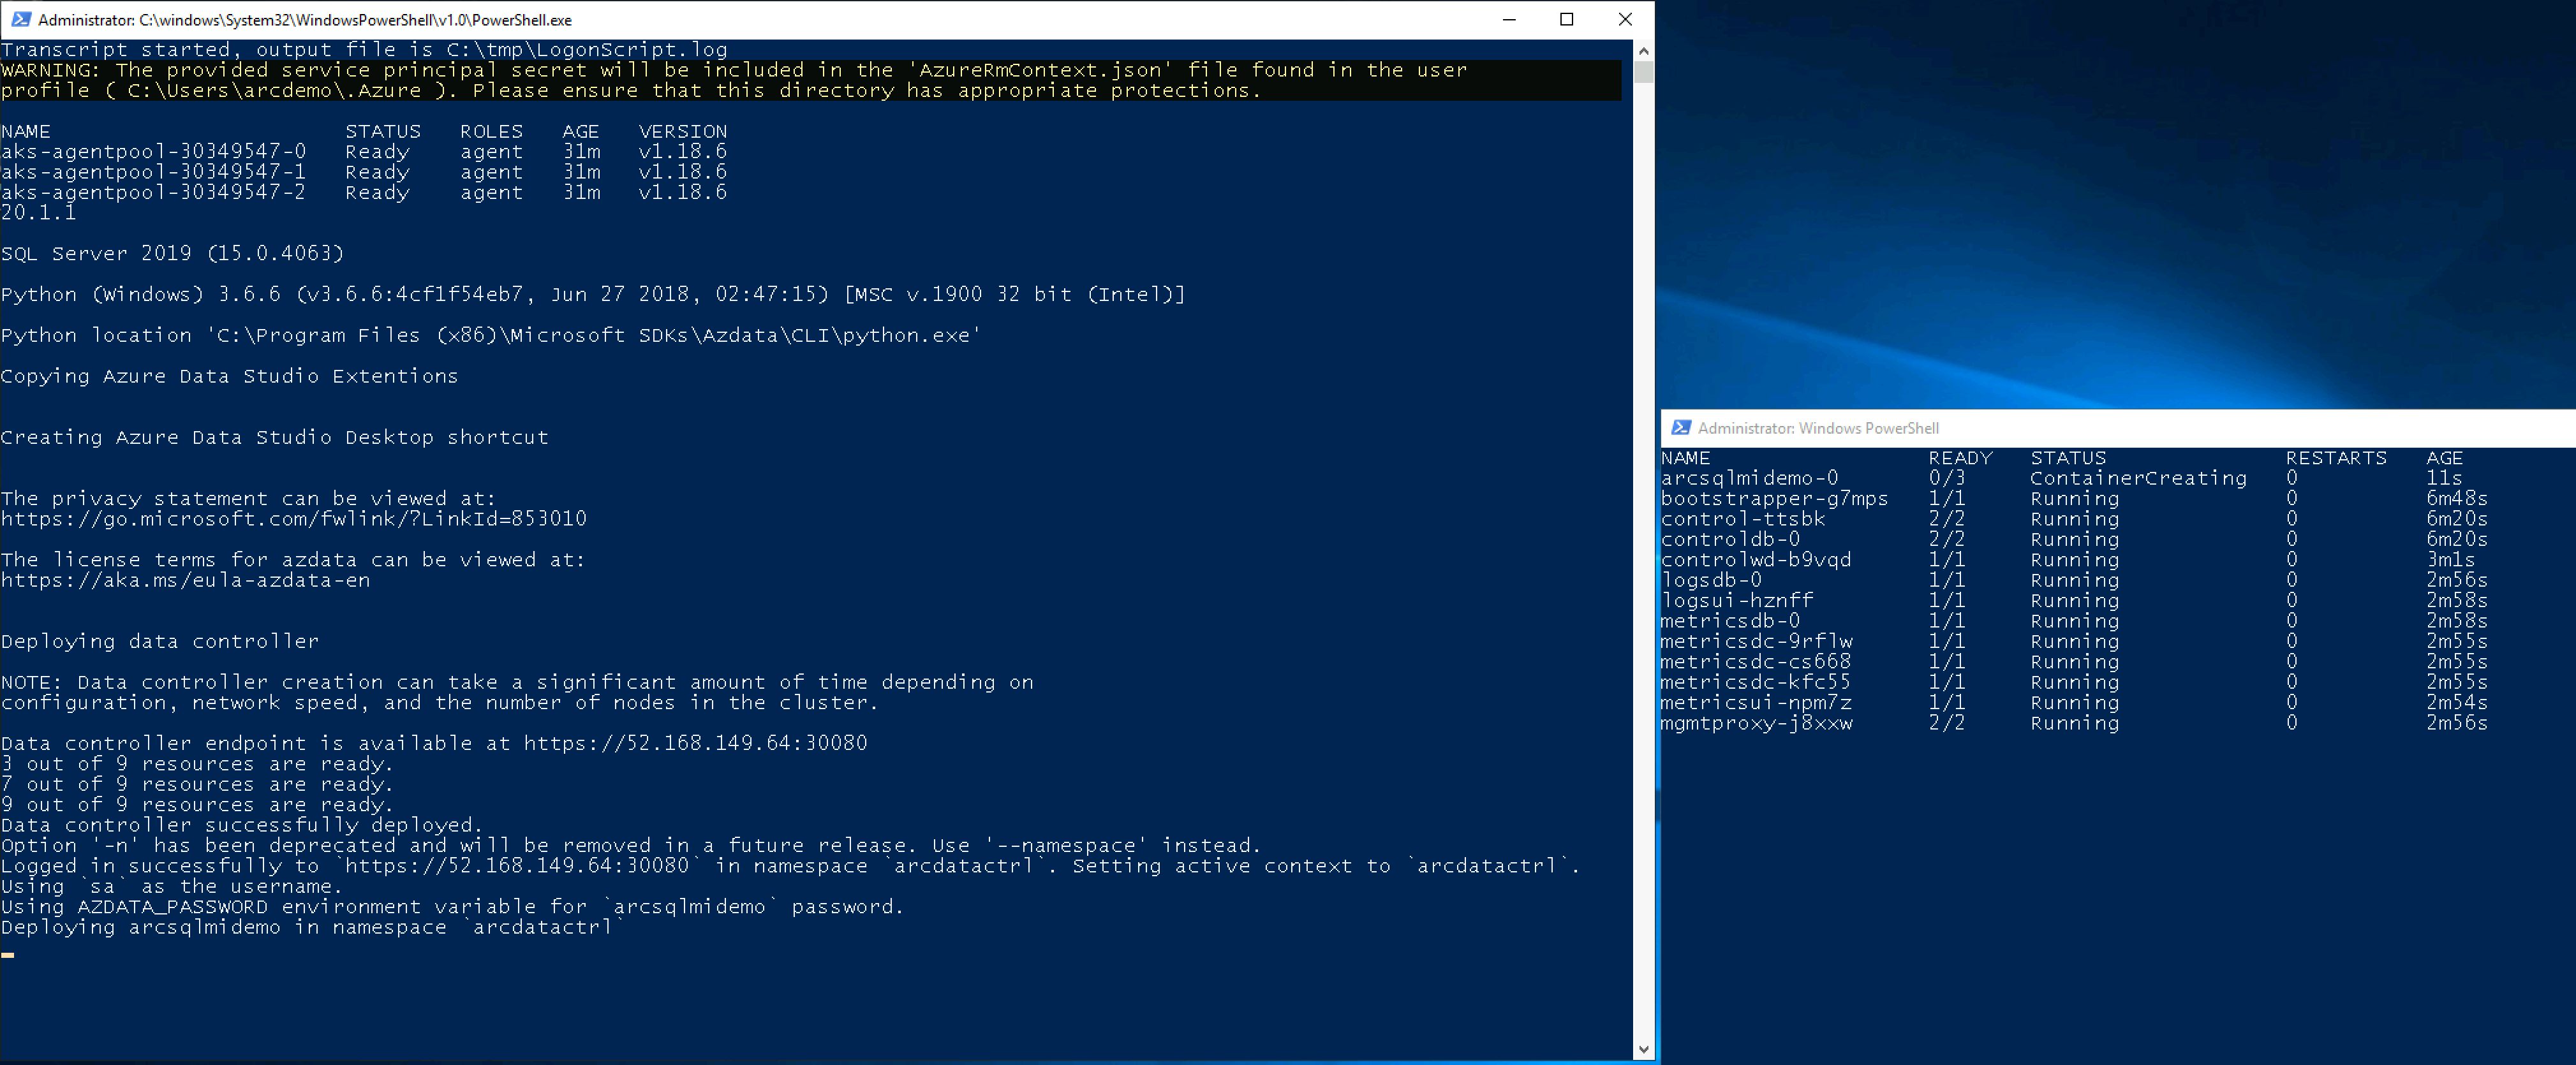 Administrator: C:\windows\System32\WindowsPowerShell\v1.0\PowerShell.exe
Transcript started, output file is C:\tmp\LogonScript.log
WARNING: The provided service principal secret will be included in the 'AzureRmContext.json' file found in the user
profile ( C:\Users\arcdemo\.Azure ). Please ensure that this directory has appropriate protections.
NAME STATUS ROLES AGE VERSION
aks-agentpool-30349547-0 Ready agent 31m v1.18.6
aks-agentpool-30349547-1 Ready agent 31m v1.18.6
aks-agentpool-30349547-2 Ready agent 31m v1.18.6
20.1.1
SQL Server 2019 (15.0.4063)
Python (Windows) 3.6.6 (v3.6.6:4cf1f54eb7, Jun 27 2018, 02:47:15) [MSC v.1900 32 bit (Intel)]
Python location 'C:\Program Files (x86)\Microsoft SDKs\Azdata\CLI\python.exe'
Copying Azure Data Studio Extentions
Creating Azure Data Studio Desktop shortcut
The privacy statement can be viewed at:
https://go.microsoft.com/fwlink/?LinkId=853010
The license terms for azdata can be viewed at:
https://aka.ms/eula-azdata-en
Deploying data controller
NOTE: Data controller creation can take a significant amount of time depending on
configuration, network speed, and the number of nodes in the cluster.
Data controller endpoint is available at https://52.168.149.64:30080
3 out of 9 resources are ready.
7 out of 9 resources are ready.
9 out of 9 resources are ready.
Data controller successfully deployed.
Option '-n' has been deprecated and will be removed in a future release. Use '--namespace' instead.
Logged in successfully to `https://52.168.149.64:30080` in namespace `arcdatactrl`. Setting active context to `arcdatactrl`.
Using `sa` as the username.
Using AZDATA_PASSWORD environment variable for `arcsqlmidemo` password.
Deploying arcsqlmidemo in namespace `arcdatactrl`
Administrator: Windows PowerShell
NAME READY STATUS RESTARTS AGE
arcsqlmidemo-0 0/3 ContainerCreating 0 11s
bootstrapper-g7mps 1/1 Running 0 6m48s
control-ttsbk 2/2 Running 0 6m20s
controldb-0 2/2 Running 0 6m20s
controlwd-b9vqd 1/1 Running 0 3m1s
logsdb-0 1/1 Running 0 2m56s
logsui-hznff 1/1 Running 0 2m58s
metricsdb-0 1/1 Running 0 2m58s
metricsdc-9rflw 1/1 Running 0 2m55s
metricsdc-cs668 1/1 Running 0 2m55s
metricsdc-kfc55 1/1 Running 0 2m55s
metricsui-npm7z 1/1 Running 0 2m54s
mgmtproxy-j8xxw 2/2 Running 0 2m56s